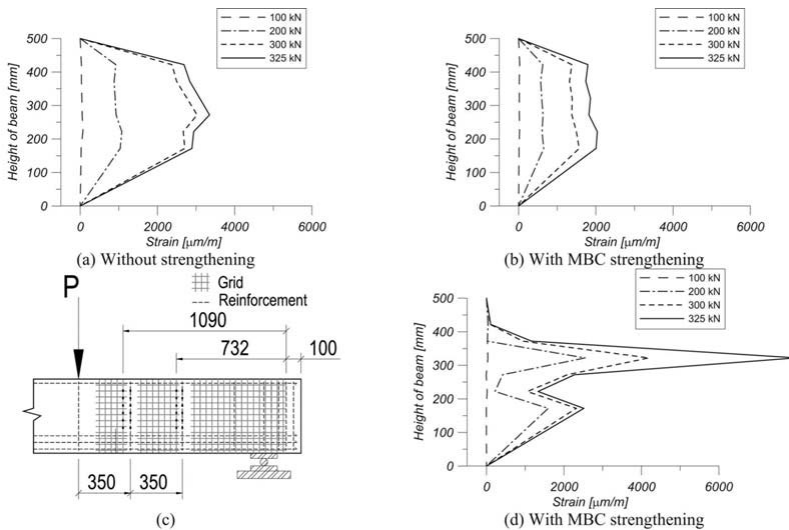 100 kN
200 kN
300 kN
325 kN
500
400
300
200
100
0
Height of beam [mm]
0 2000 4000 6000
Strain [μm/m]
(a) Without strengthening
100 kN
200 kN
300 kN
325 kN
500
400
300
200
100
0
Height of beam [mm]
0 2000 4000 6000
Strain [μm/m]
(b) With MBC strengthening
P
Grid
Reinforcement
1090
732 100
350 350
(c)
100 kN
200 kN
300 kN
325 kN
500
400
300
200
100
0
Height of beam [mm]
0 2000 4000 6000
Strain [μm/m]
(d) With MBC strengthening